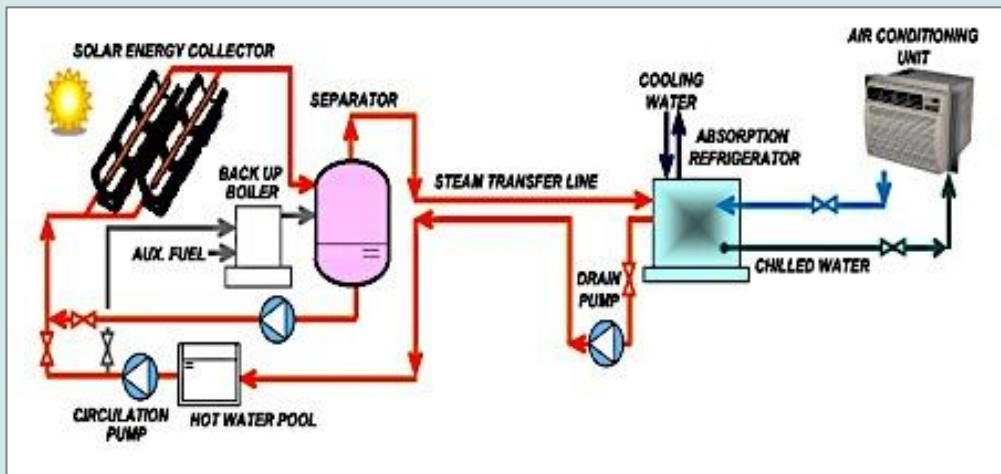 SOLAR ENERGY COLLECTOR
AIR CONDITIONING
UNIT
SEPARATOR
COOLING
WATER
ABSORPTION
REFRIGERATOR
BACK UP
BOILER
STEAM TRANSFER LINE
AUX. FUEL
CHILLED WATER
DRAIN
PUMP
CIRCULATION
PUMP
HOT WATER POOL